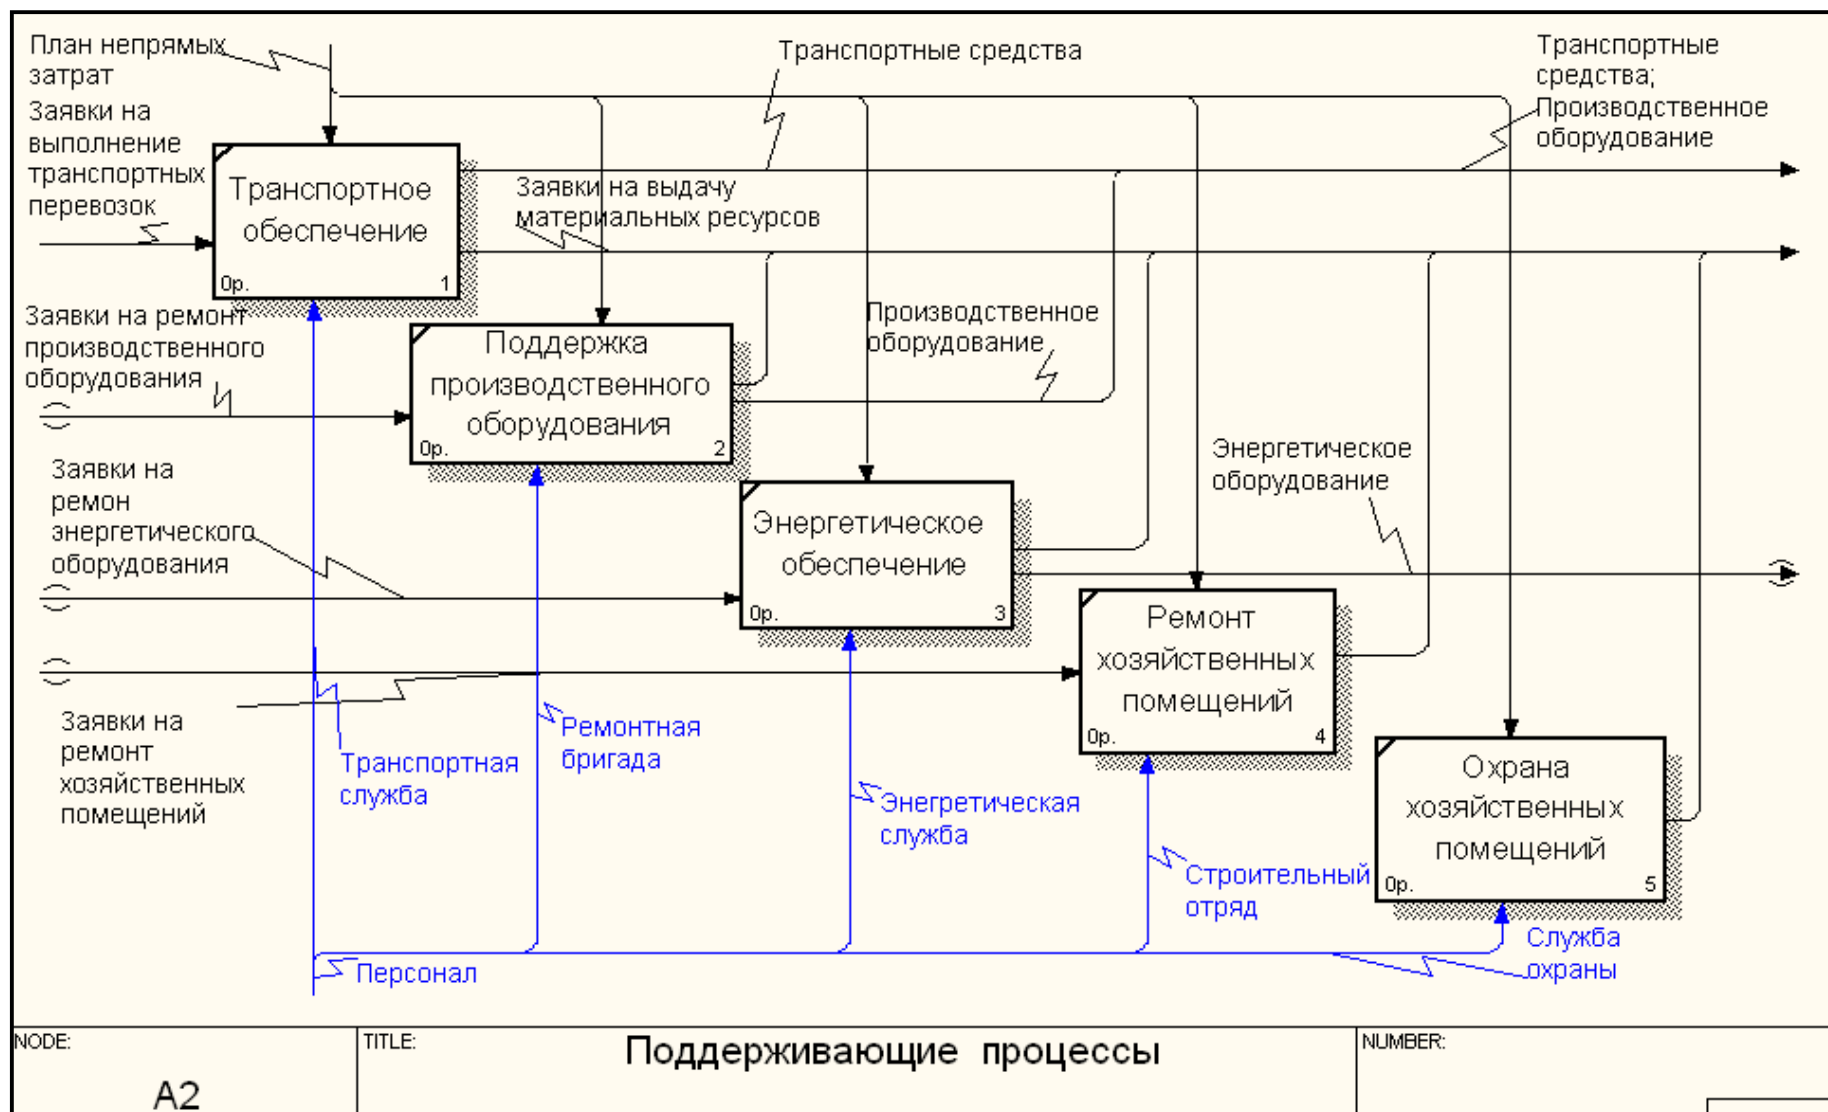 План непрямых
затрат
Транспортные средства
Транспортные
средства;
Производственное
оборудование
Заявки на
выполнение
транспортных
перевозок
Транспортное
обеспечение
0р.
1
Заявки на выдачу
материальных ресурсов
Заявки на ремонт
производственного
оборудования
Поддержка
производственного
оборудования
0р.
2
Производственное
оборудование
Заявки на
ремон
энергетического
оборудования
Энергетическое
обеспечение
0р.
3
Энергетическое
оборудование
Ремонт
хозяйственных
помещений
0р.
4
Заявки на
ремонт
хозяйственных
помещений
Транспортная
служба
Ремонтная
бригада
Энегретическая
служба
Строительный
отряд
Охрана
хозяйственных
помещений
0р.
5
Служба
охраны
Персонал
NODE:
A2
TITLE:
Поддерживающие процессы
NUMBER: